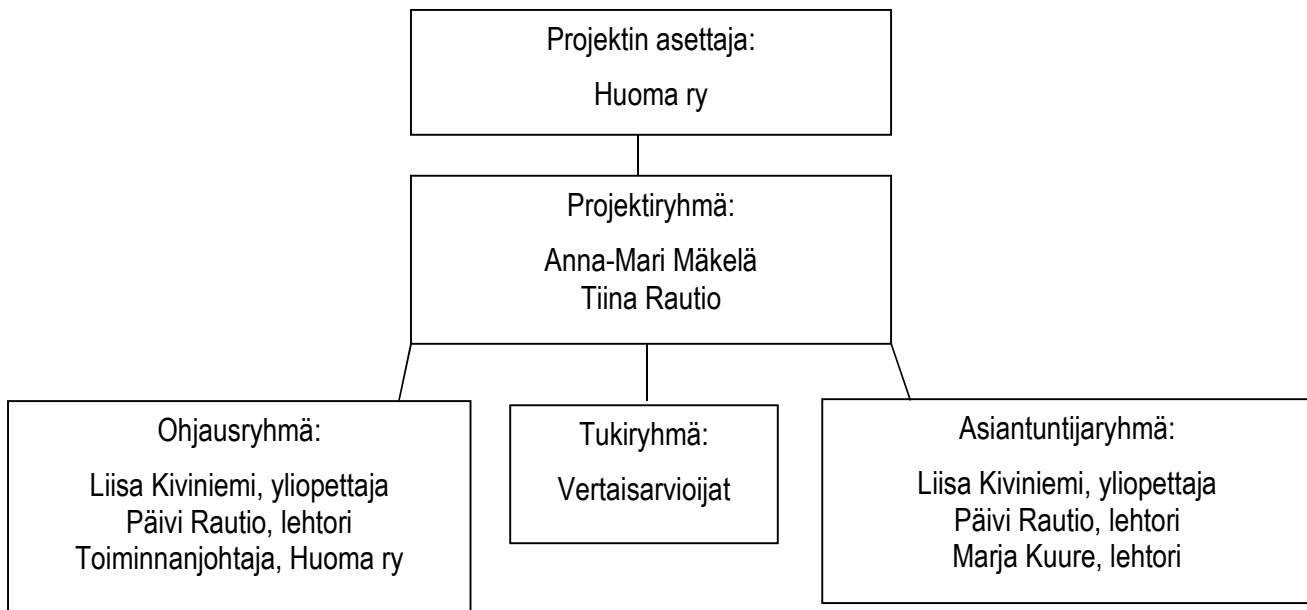 Projektin asettaja:
Huoma ry
Projektiryhmä:
Anna-Mari Mäkelä
Tiina Rautio
Ohjausryhmä:
Liisa Kiviniemi, yliopettaja
Päivi Rautio, lehtori
Toiminnanjohtaja, Huoma ry
Tukiryhmä:
Vertaisarvioijat
Asiantuntijaryhmä:
Liisa Kiviniemi, yliopettaja
Päivi Rautio, lehtori
Marja Kuure, lehtori